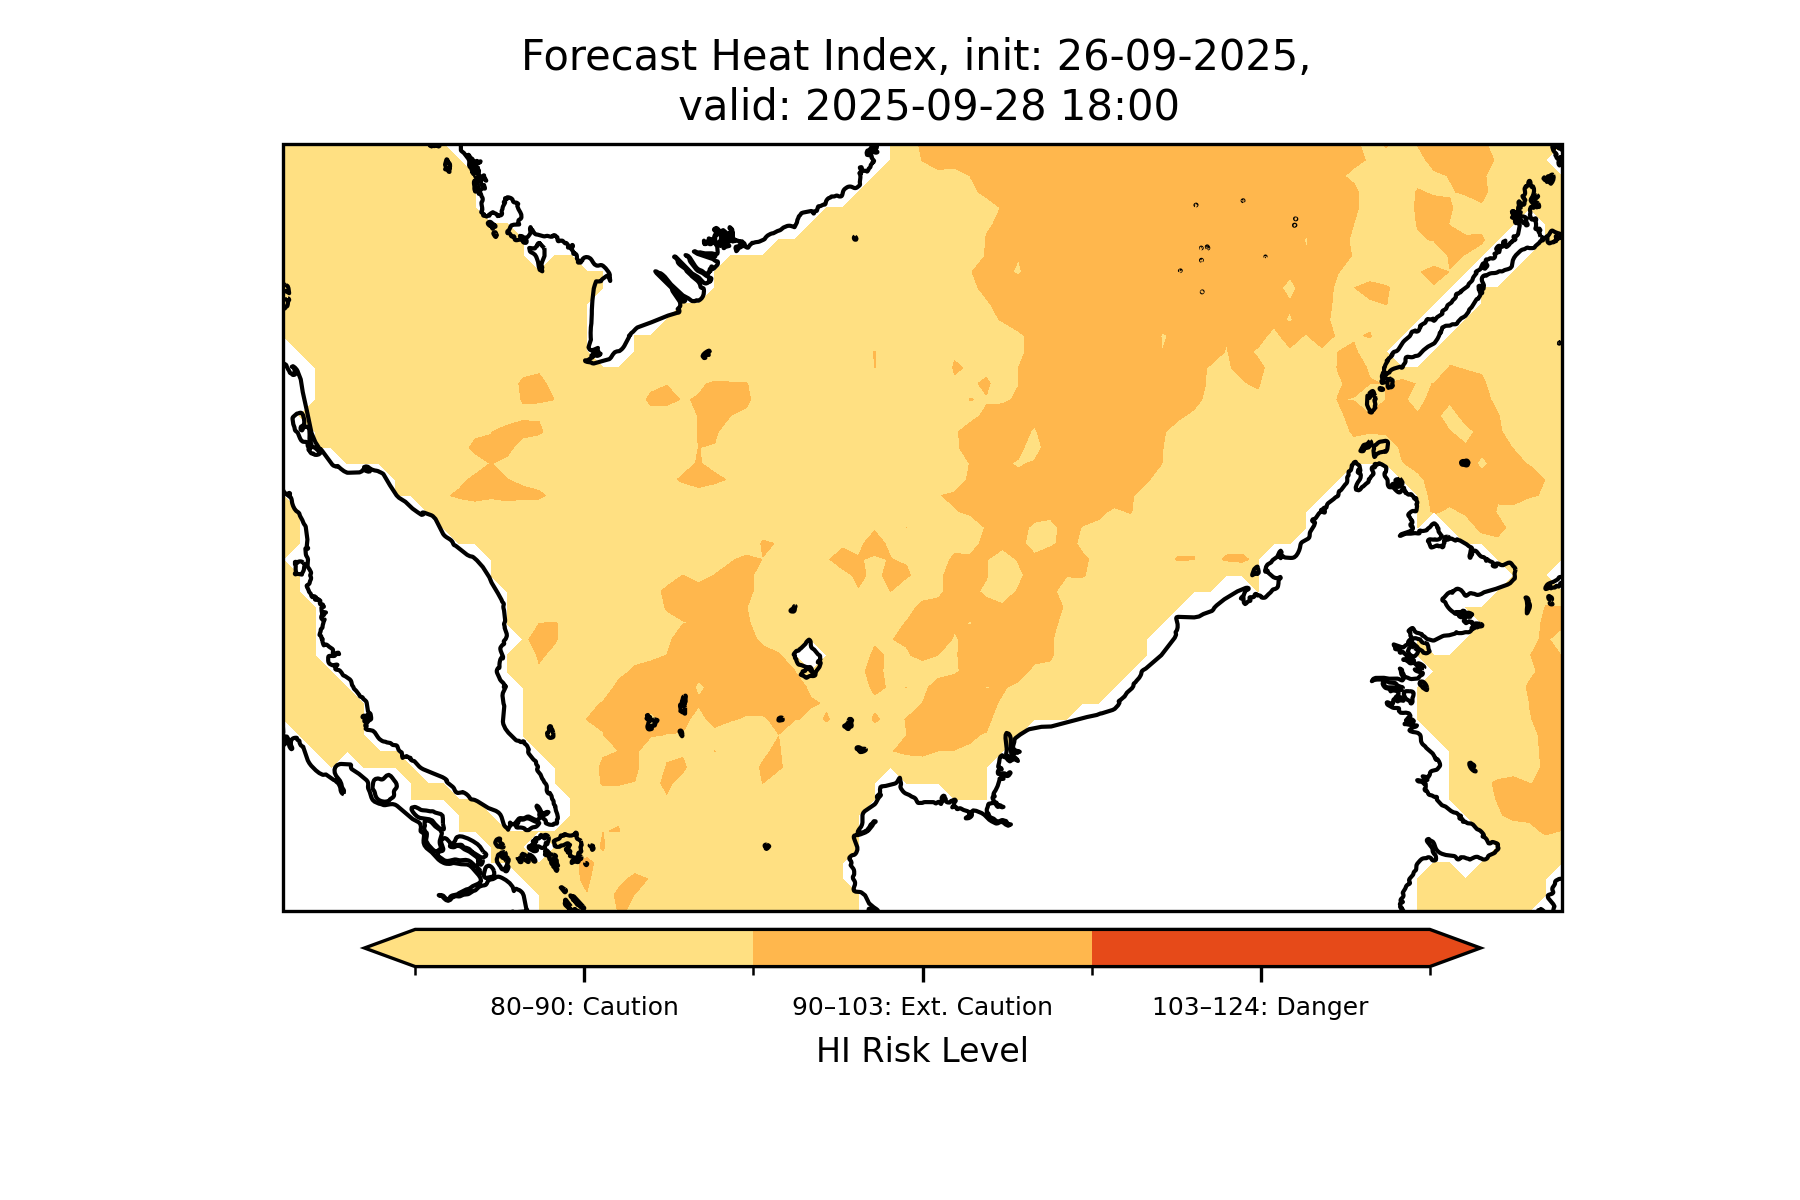 Forecast Heat Index, init: 26-09-2025,
valid: 2025-09-28 18:00
80–90: Caution
90–103: Ext. Caution
103–124: Danger
HI Risk Level